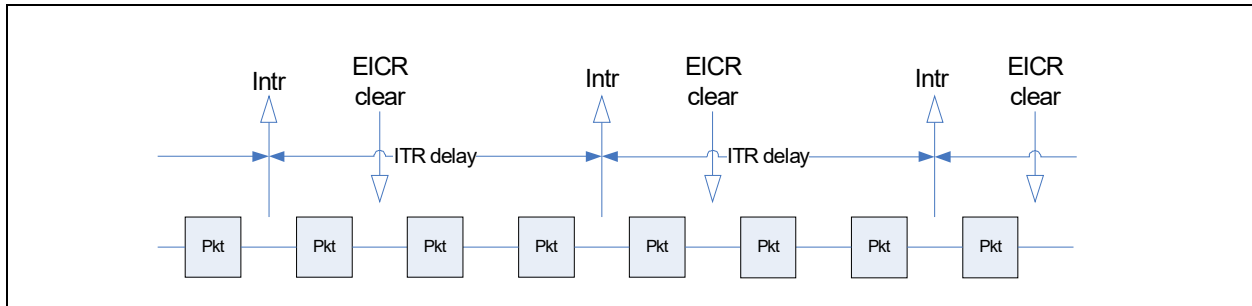 Intr
EICR
clear
Intr
EICR
clear
Intr
EICR
clear
ITR delay
ITR delay
Pkt
Pkt
Pkt
Pkt
Pkt
Pkt
Pkt
Pkt